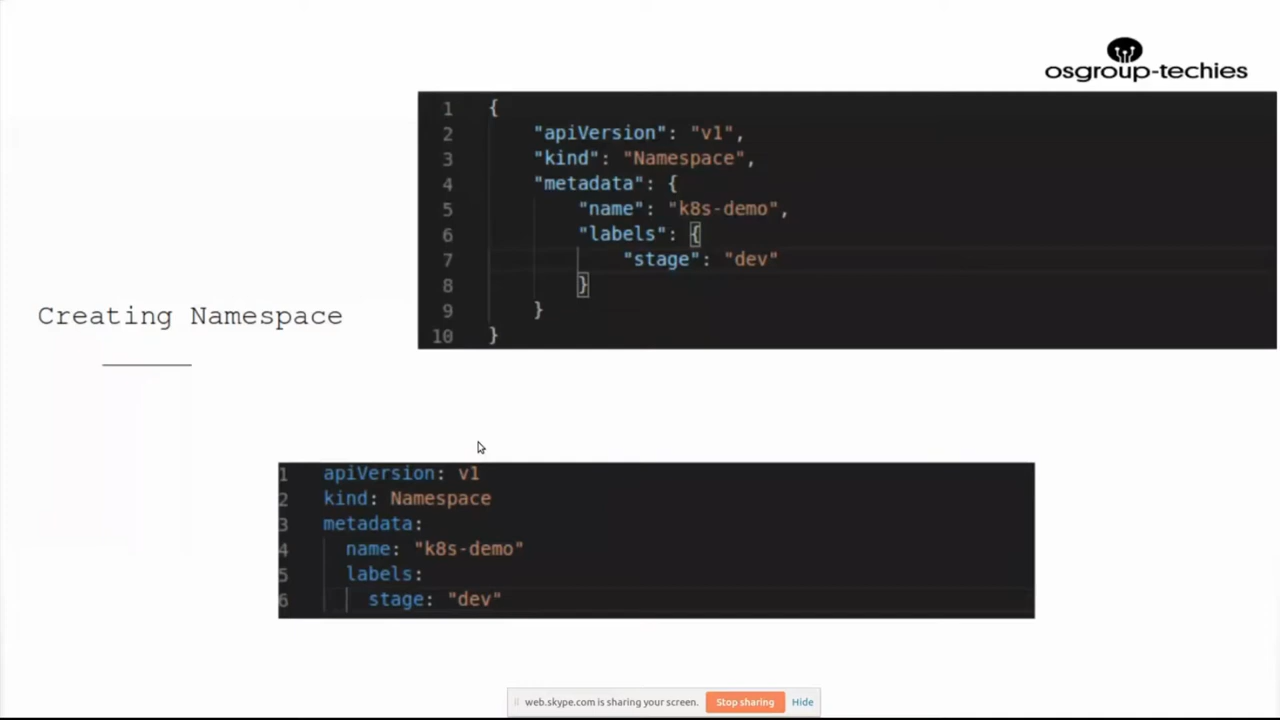 osgroup-techies
1 {
2 "apiVersion": "v1",
3 "kind": "Namespace",
4 "metadata": {
5 "name": "k8s-demo",
6 "labels": {
7 "stage": "dev"
8 }
9 }
10 }
Creating Namespace
1 apiVersion: v1
2 kind: Namespace
3 metadata:
4 name: "k8s-demo"
5 labels:
6 stage: "dev"
web.skype.com is sharing your screen. Stop sharing Hide